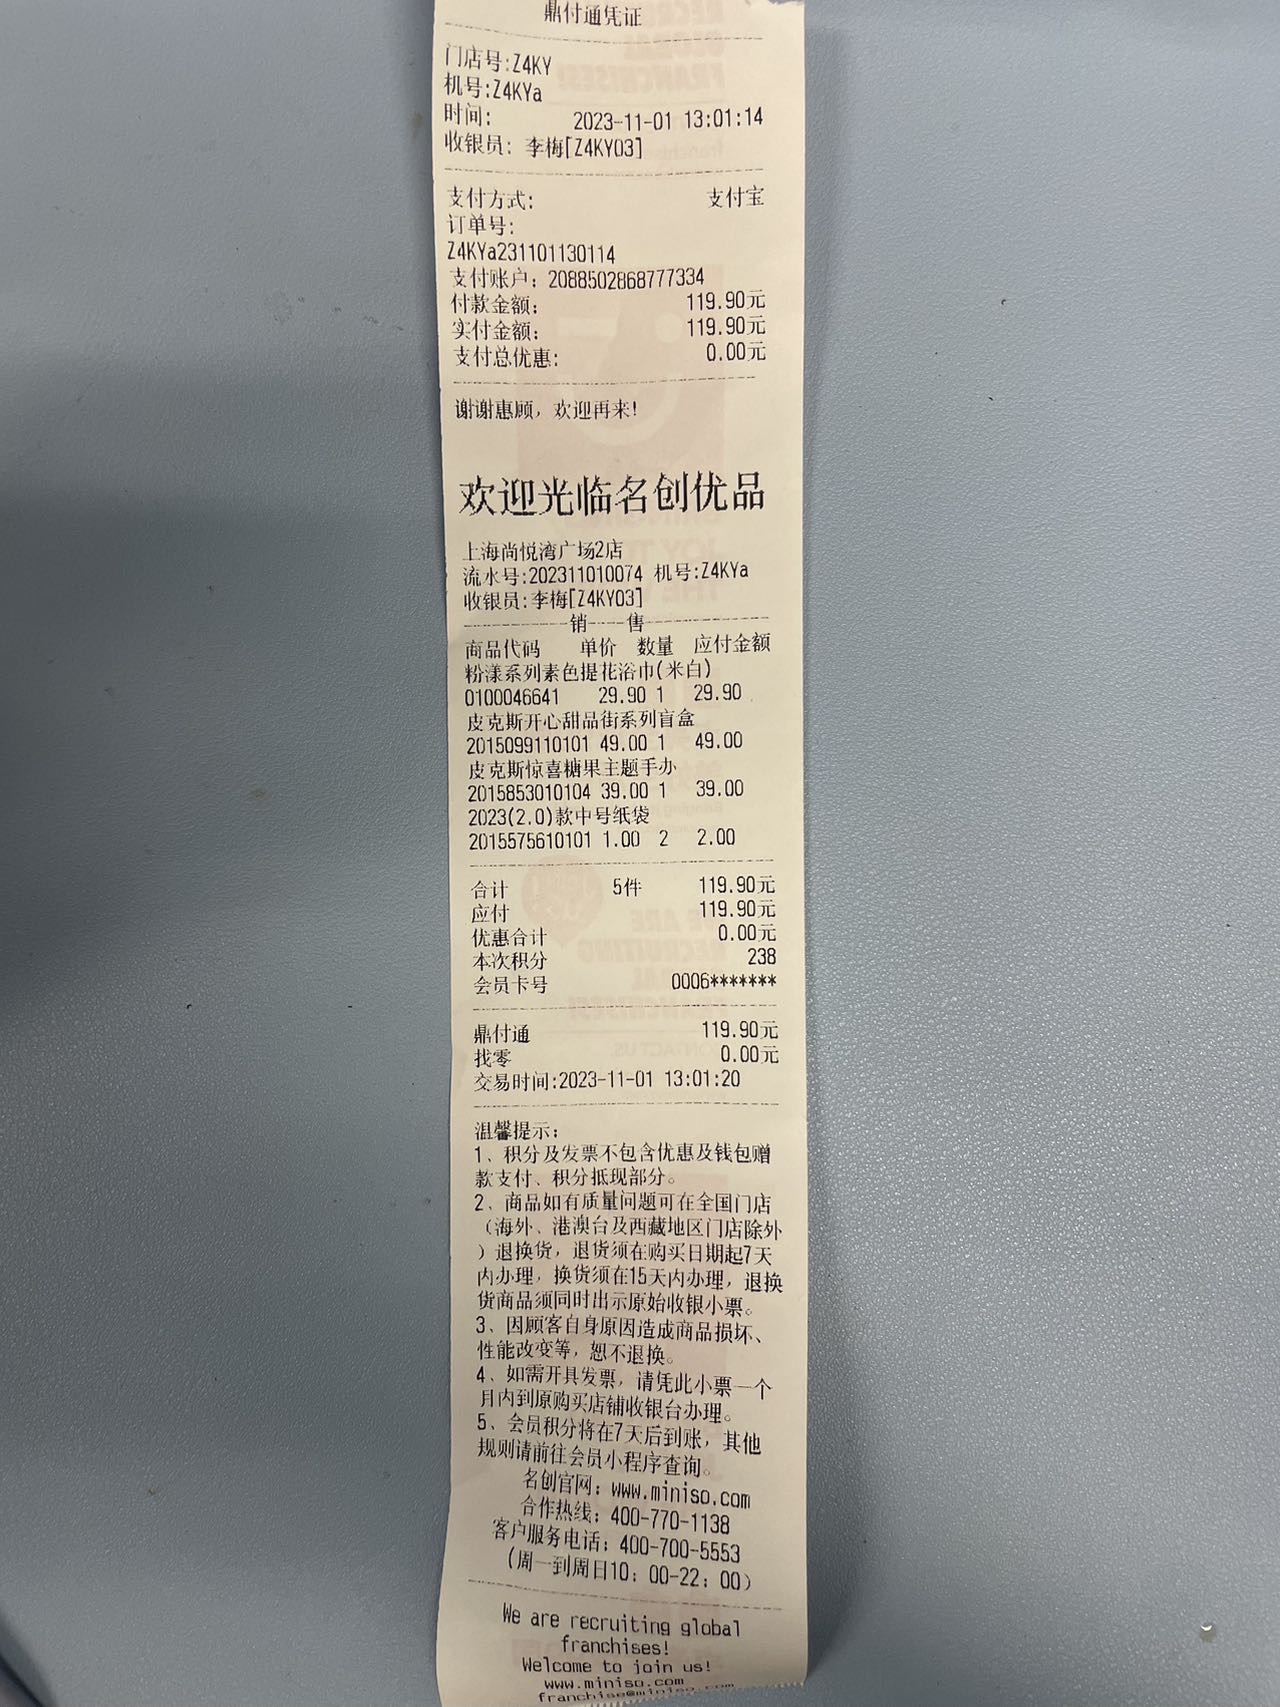 鼎付通凭证
门店号:Z4KY
机号:Z4KYa
时间: 2023-11-01 13:01:14
收银员: 李梅[Z4KY03]
支付方式: 支付宝
订单号:
Z4KYa231101130114
支付账户: 2088502868777334
付款金额: 119.90元
实付金额: 119.90元
支付总优惠: 0.00元
谢谢惠顾, 欢迎再来!
欢迎光临名创优品
上海尚悦湾广场2店
流水号:202311010074 机号:Z4KYa
收银员:李梅[Z4KY03]
销----售
商品代码 单价 数量 应付金额
粉漾系列素色提花浴巾(米白)
0100046641 29.90 1 29.90
皮克斯开心甜品街系列盲盒
2015099110101 49.00 1 49.00
皮克斯惊喜糖果主题手办
2015853010104 39.00 1 39.00
2023(2.0)款中号纸袋
2015575610101 1.00 2 2.00
合计 5件 119.90元
应付 119.90元
优惠合计 0.00元
本次积分 238
会员卡号 0006*******
鼎付通 119.90元
找零 0.00元
交易时间:2023-11-01 13:01:20
温馨提示:
1、积分及发票不包含优惠及钱包赠
款支付、积分抵现部分。
2、商品如有质量问题可在全国门店
（海外、港澳台及西藏地区门店除外
）退换货, 退货须在购买日期起7天
内办理, 换货须在15天内办理, 退换
货商品须同时出示原始收银小票。
3、因顾客自身原因造成商品损坏、
性能改变等, 恕不退换。
4、如需开具发票, 请凭此小票一个
月内到原购买店铺收银台办理。
5、会员积分将在7天后到账, 其他
规则请前往会员小程序查询。
名创官网: www.miniso.com
合作热线: 400-770-1138
客户服务电话: 400-700-5553
(周一到周日10: 00-22: 00)
We are recruiting global
franchises!
Welcome to join us!
www.miniso.com
franchise@miniso.com